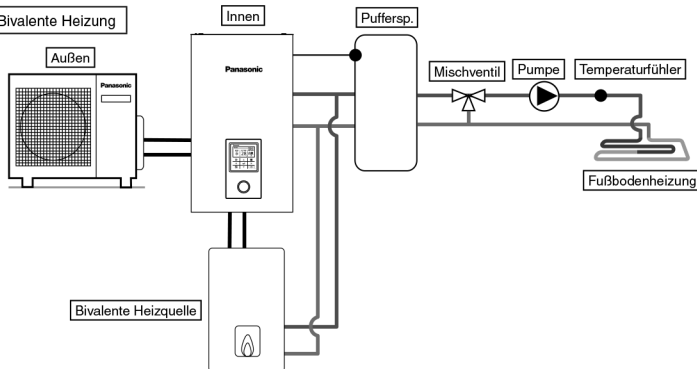 Bivalente Heizung
Innen
Puffersp.
Außen
Panasonic
Panasonic
Mischventil
Pumpe
Temperaturfühler
Fußbodenheizung
Bivalente Heizquelle